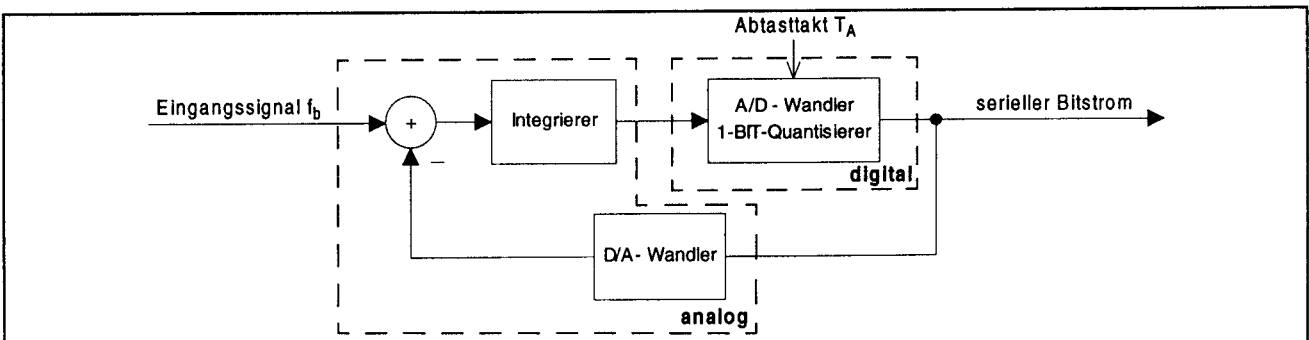 Abtasttakt T_A
Eingangssignal f_b
+
Integrierer
A/D - Wandler
1-BIT-Quantisierer
serieller Bitstrom
digital
−
D/A - Wandler
analog